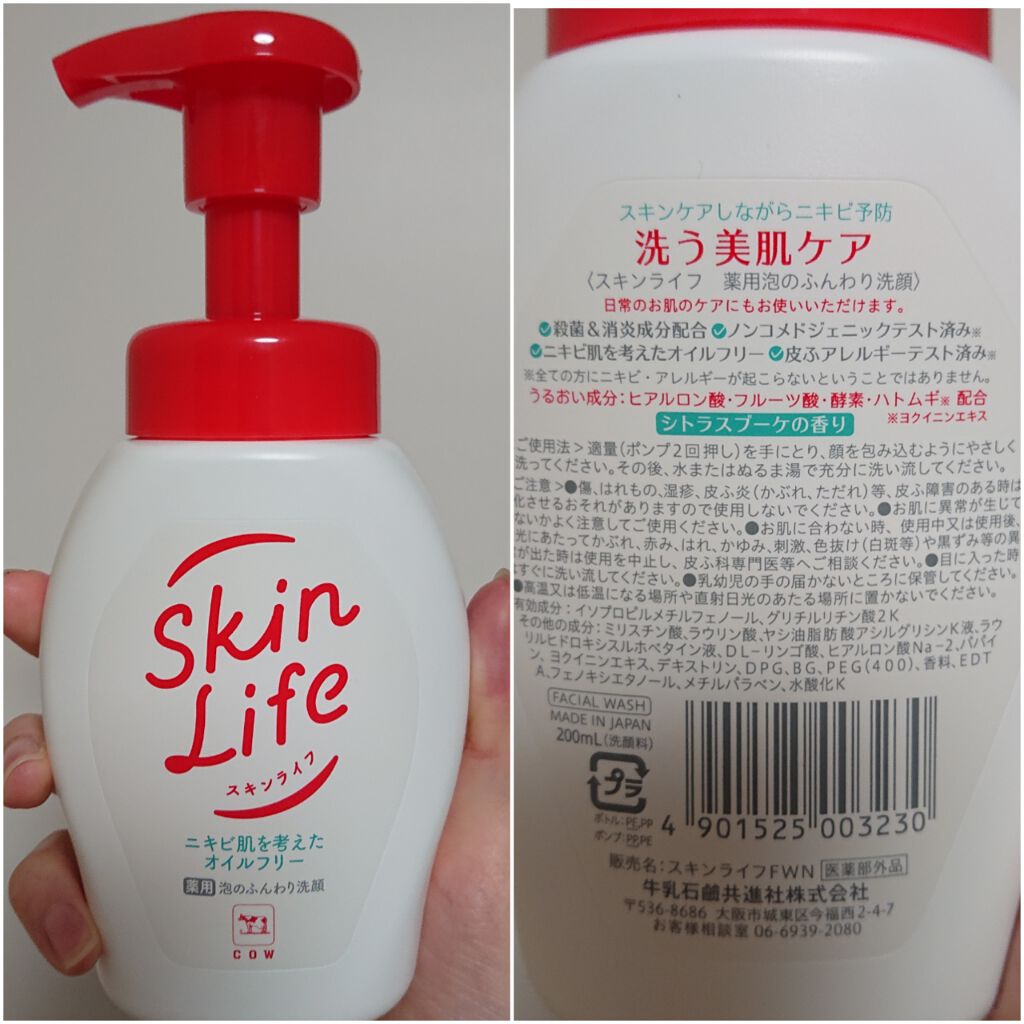 Skin
Life
スキンライフ
ニキビ肌を考えた
オイルフリー
薬用 泡のふんわり洗顔
COW
スキンケアしながらニキビ予防
洗う美肌ケア
〈スキンライフ 薬用泡のふんわり洗顔〉
日常のお肌のケアにもお使いいただけます。
殺菌&消炎成分配合 ノンコメドジェニックテスト済み※
ニキビ肌を考えたオイルフリー 皮ふアレルギーテスト済み※
※全ての方にニキビ・アレルギーが起こらないということではありません。
うるおい成分:ヒアルロン酸・フルーツ酸・酵素・ハトムギ※ 配合
※ヨクイニンエキス
シトラスブーケの香り
ご使用法>適量(ポンプ2回押し)を手にとり、顔を包み込むようにやさしく
洗ってください。その後、水またはぬるま湯で充分に洗い流してください。
ご注意>●傷、はれもの、湿疹、皮ふ炎(かぶれ、ただれ)等、皮ふ障害のある時は
化させるおそれがありますので使用しないでください。●お肌に異常が生じて
ないかよく注意してご使用ください。●お肌に合わない時、使用中又は使用後、
光にあたってかぶれ、赤み、はれ、かゆみ、刺激、色抜け(白斑等)や黒ずみ等の異
が出た時は使用を中止し、皮ふ科専門医等へご相談ください。●目に入った時
はすぐに洗い流してください。●乳幼児の手の届かないところに保管してください。
●高温又は低温になる場所や直射日光のあたる場所に置かないでください。
有効成分:イソプロピルメチルフェノール、グリチルリチン酸2K
その他の成分:ミリスチン酸、ラウリン酸、ヤシ油脂肪酸アシルグリシンK液、ラウ
リルヒドロキシスルホベタイン液、DL-リンゴ酸、ヒアルロン酸Na-2、パパイ
ン、ヨクイニンエキス、デキストリン、DPG、BG、PEG(400)、香料、EDT
A、フェノキシエタノール、メチルパラベン、水酸化K
FACIAL WASH
MADE IN JAPAN
200mL(洗顔料)
プラ
ボトル:PE,PP
ポンプ:PP,PE
4 901525 003230
販売名:スキンライフFWN 医薬部外品
牛乳石鹼共進社株式会社
〒536-8686 大阪市城東区今福西2-4-7
お客様相談室 06-6939-2080